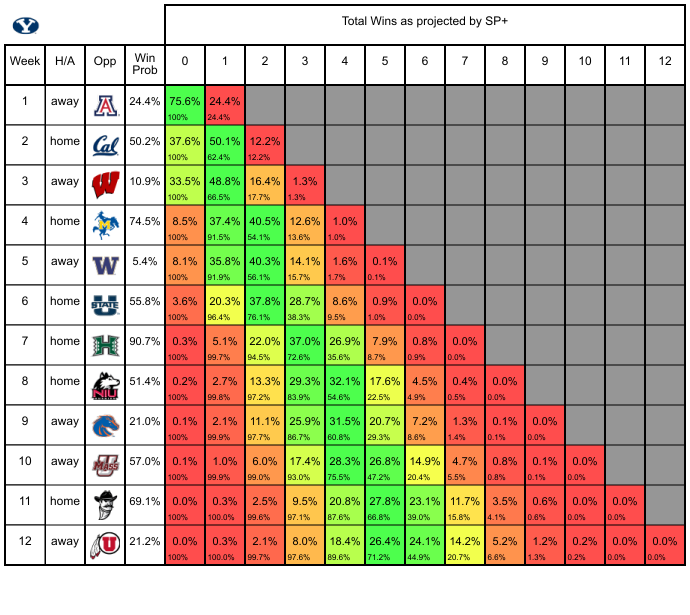 BYU
Total Wins as projected by SP+
Week H/A Opp Win Prob 0 1 2 3 4 5 6 7 8 9 10 11 12
1 away A 24.4% 75.6% 24.4%
100% 24.4%
2 home Cal 50.2% 37.6% 50.1% 12.2%
100% 62.4% 12.2%
3 away W 10.9% 33.5% 48.8% 16.4% 1.3%
100% 66.5% 17.7% 1.3%
4 home M 74.5% 8.5% 37.4% 40.5% 12.6% 1.0%
100% 91.5% 54.1% 13.6% 1.0%
5 away W 5.4% 8.1% 35.8% 40.3% 14.1% 1.6% 0.1%
100% 91.9% 56.1% 15.7% 1.7% 0.1%
6 home U STATE 55.8% 3.6% 20.3% 37.8% 28.7% 8.6% 0.9% 0.0%
100% 96.4% 76.1% 38.3% 9.5% 1.0% 0.0%
7 home H 90.7% 0.3% 5.1% 22.0% 37.0% 26.9% 7.9% 0.8% 0.0%
100% 99.7% 94.5% 72.6% 35.6% 8.7% 0.9% 0.0%
8 home NIU 51.4% 0.2% 2.7% 13.3% 29.3% 32.1% 17.6% 4.5% 0.4% 0.0%
100% 99.8% 97.2% 83.9% 54.6% 22.5% 4.9% 0.5% 0.0%
9 away 21.0% 0.1% 2.1% 11.1% 25.9% 31.5% 20.7% 7.2% 1.3% 0.1% 0.0%
100% 99.9% 97.7% 86.7% 60.8% 29.3% 8.6% 1.4% 0.1% 0.0%
10 away UMass 57.0% 0.1% 1.0% 6.0% 17.4% 28.3% 26.8% 14.9% 4.7% 0.8% 0.1% 0.0%
100% 99.9% 99.0% 93.0% 75.5% 47.2% 20.4% 5.5% 0.8% 0.1% 0.0%
11 home 69.1% 0.0% 0.3% 2.5% 9.5% 20.8% 27.8% 23.1% 11.7% 3.5% 0.6% 0.0% 0.0%
100% 100.0% 99.6% 97.1% 87.6% 66.8% 39.0% 15.8% 4.1% 0.6% 0.0% 0.0%
12 away U 21.2% 0.0% 0.3% 2.1% 8.0% 18.4% 26.4% 24.1% 14.2% 5.2% 1.2% 0.2% 0.0% 0.0%
100% 100.0% 99.7% 97.6% 89.6% 71.2% 44.9% 20.7% 6.6% 1.3% 0.2% 0.0% 0.0%